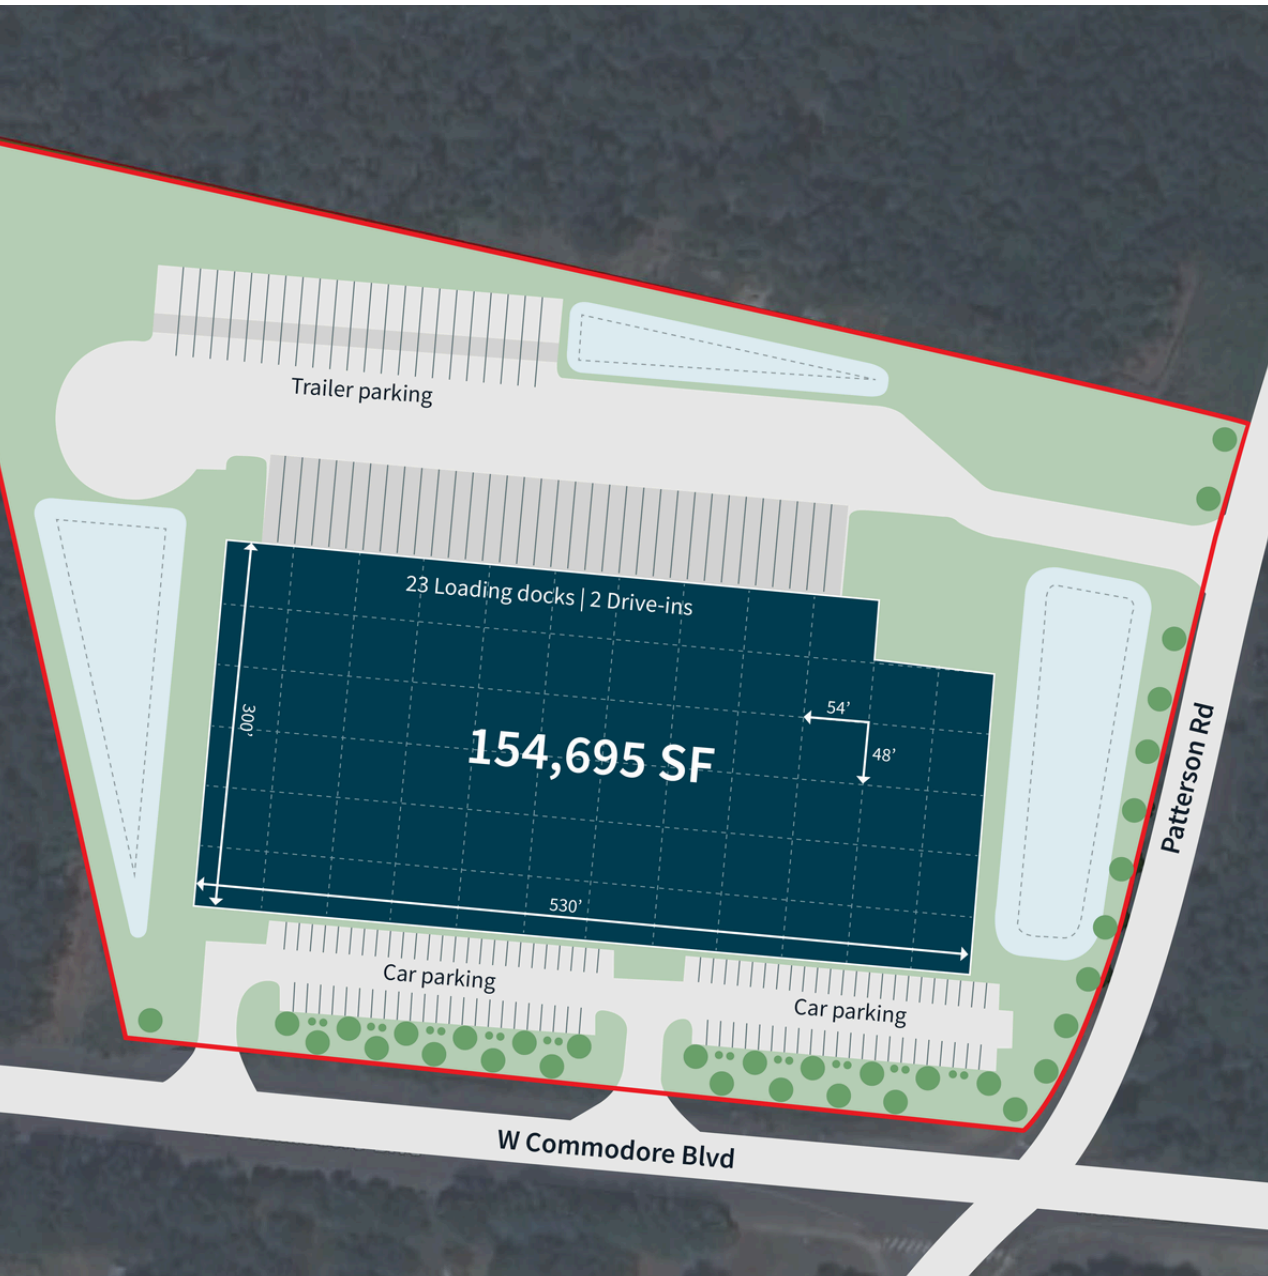 Trailer parking
23 Loading docks | 2 Drive-ins
300’
54’
48’
154,695 SF
530’
Car parking
Car parking
Patterson Rd
W Commodore Blvd